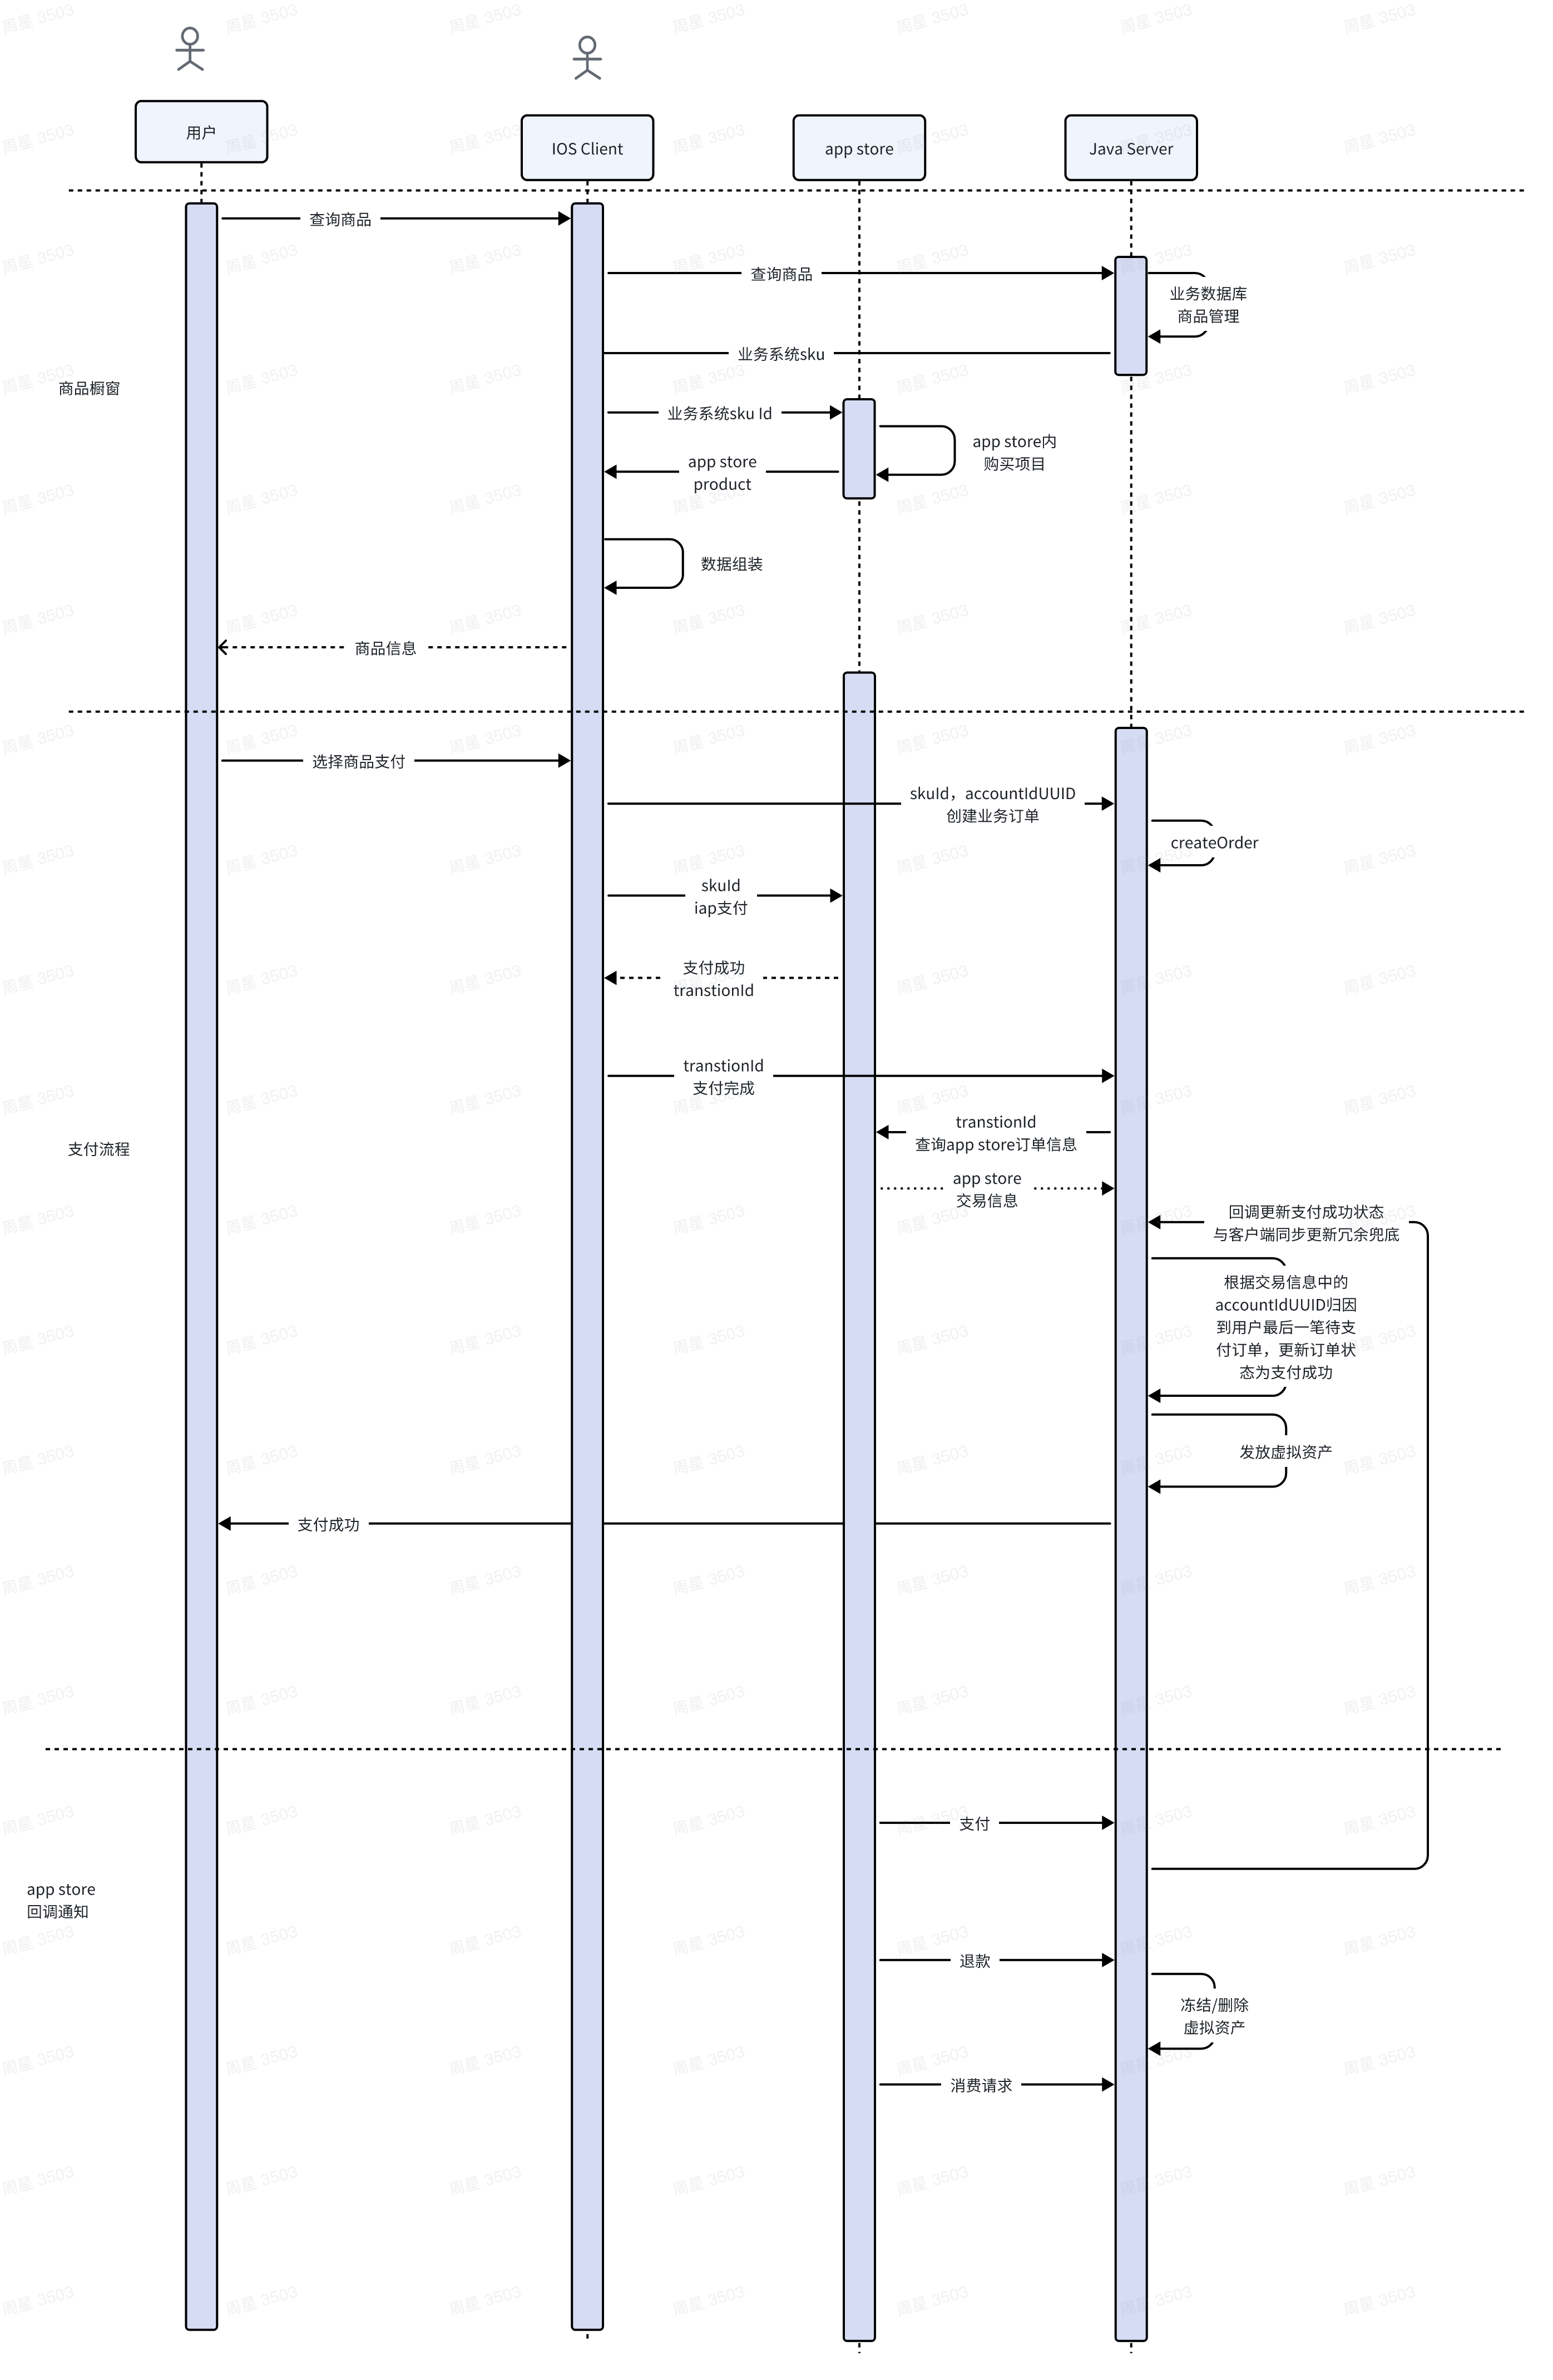 用户
IOS Client
app store
Java Server
查询商品
查询商品
业务数据库
商品管理
业务系统sku
商品橱窗
业务系统sku Id
app store内
购买项目
app store
product
数据组装
商品信息
选择商品支付
skuId，accountIdUUID
创建业务订单
createOrder
skuId
iap支付
支付成功
transtionId
transtionId
支付完成
transtionId
查询app store订单信息
支付流程
app store
交易信息
回调更新支付成功状态
与客户端同步更新冗余兜底
根据交易信息中的
accountIdUUID归因
到用户最后一笔待支
付订单，更新订单状
态为支付成功
发放虚拟资产
支付成功
支付
app store
回调通知
退款
冻结/删除
虚拟资产
消费请求
周星 3503